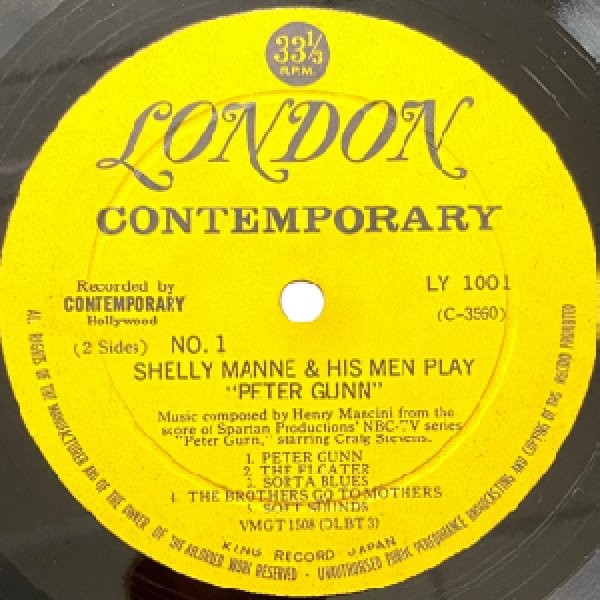 33 1/3
R.P.M.
LONDON
CONTEMPORARY
Recorded by
CONTEMPORARY
Hollywood
LY 1001
(C-3560)
(2 Sides) NO. 1
SHELLY MANNE & HIS MEN PLAY
"PETER GUNN"
Music composed by Henry Mancini from the
score of Spartan Productions' NBC-TV series
"Peter Gunn," starring Craig Stevens.
1. PETER GUNN
2. THE FLOATER
3. SORTA BLUES
4. THE BROTHERS GO TO MOTHERS
5. SOFT SOUNDS
VMGT 1508 (DLBT 3)
KING RECORD JAPAN
ALL RIGHTS OF THE MANUFACTURER AND OF THE OWNER OF THE RECORDED WORK RESERVED - UNAUTHORISED PUBLIC PERFORMANCE BROADCASTING AND COPYING OF THIS RECORD PROHIBITED